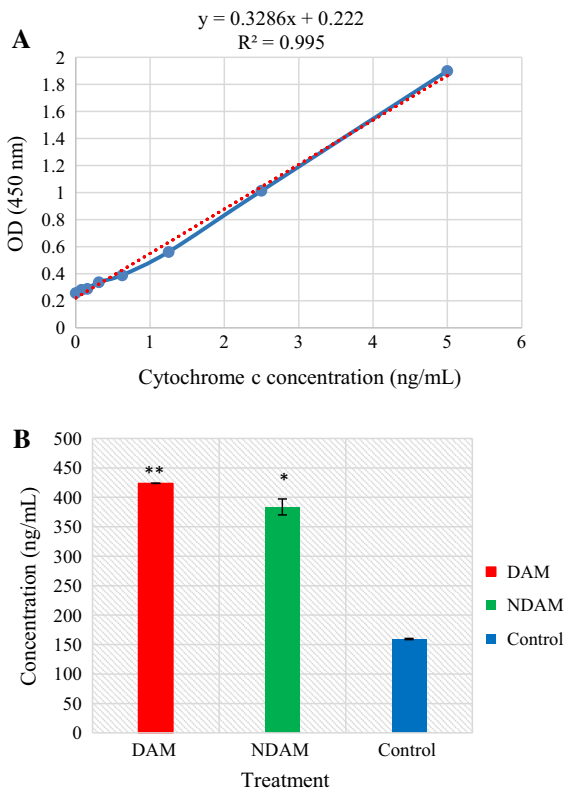 y = 0.3286x + 0.222
R² = 0.995
A
2
1.8
1.6
1.4
1.2
1
0.8
0.6
0.4
0.2
0
OD (450 nm)
0 1 2 3 4 5 6
Cytochrome c concentration (ng/mL)
B
500
450
400
350
300
250
200
150
100
50
0
Concentration (ng/mL)
** *
DAM
NDAM
Control
DAM NDAM Control
Treatment